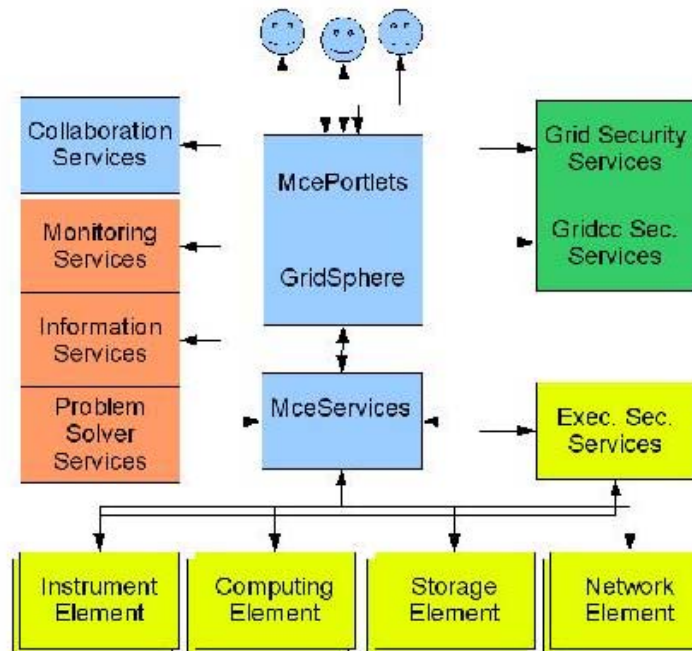 Collaboration
Services
Monitoring
Services
Information
Services
Problem
Solver
Services
McePortlets
GridSphere
MceServices
Grid Security
Services
Gridcc Sec.
Services
Exec. Sec.
Services
Instrument
Element
Computing
Element
Storage
Element
Network
Element